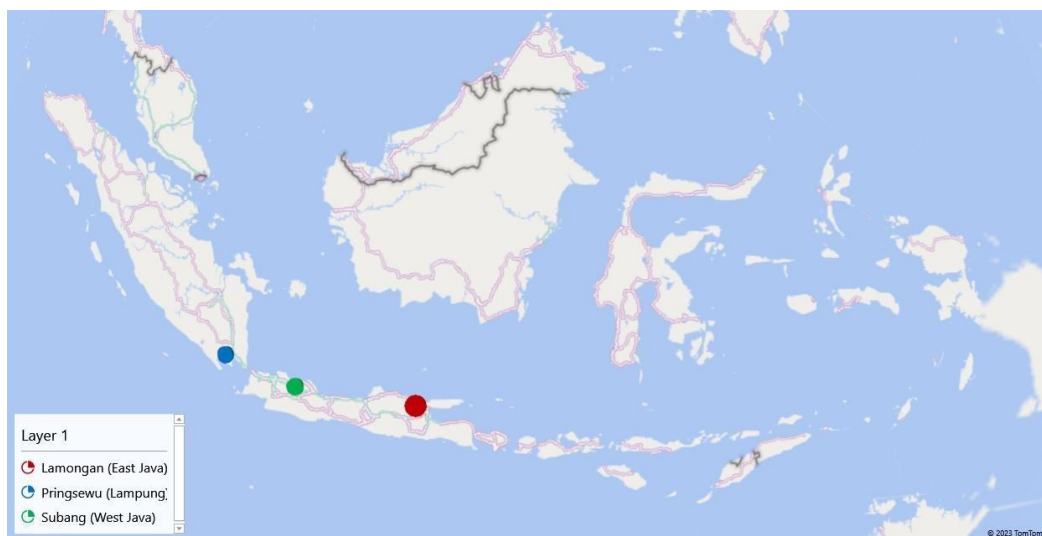 Layer 1
Lamongan (East Java)
Pringsewu (Lampung)
Subang (West Java)
© 2023 TomTom